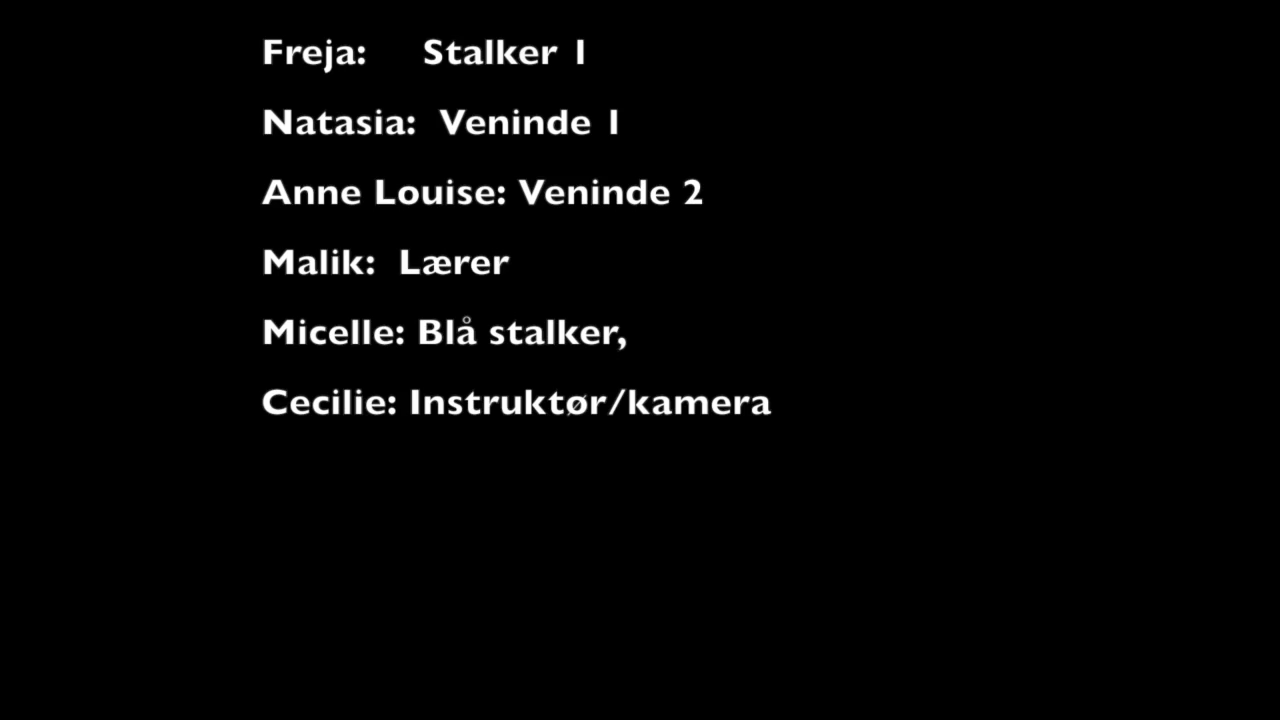 Freja: Stalker 1
Natasia: Veninde 1
Anne Louise: Veninde 2
Malik: Lærer
Micelle: Blå stalker,
Cecilie: Instruktør/kamera